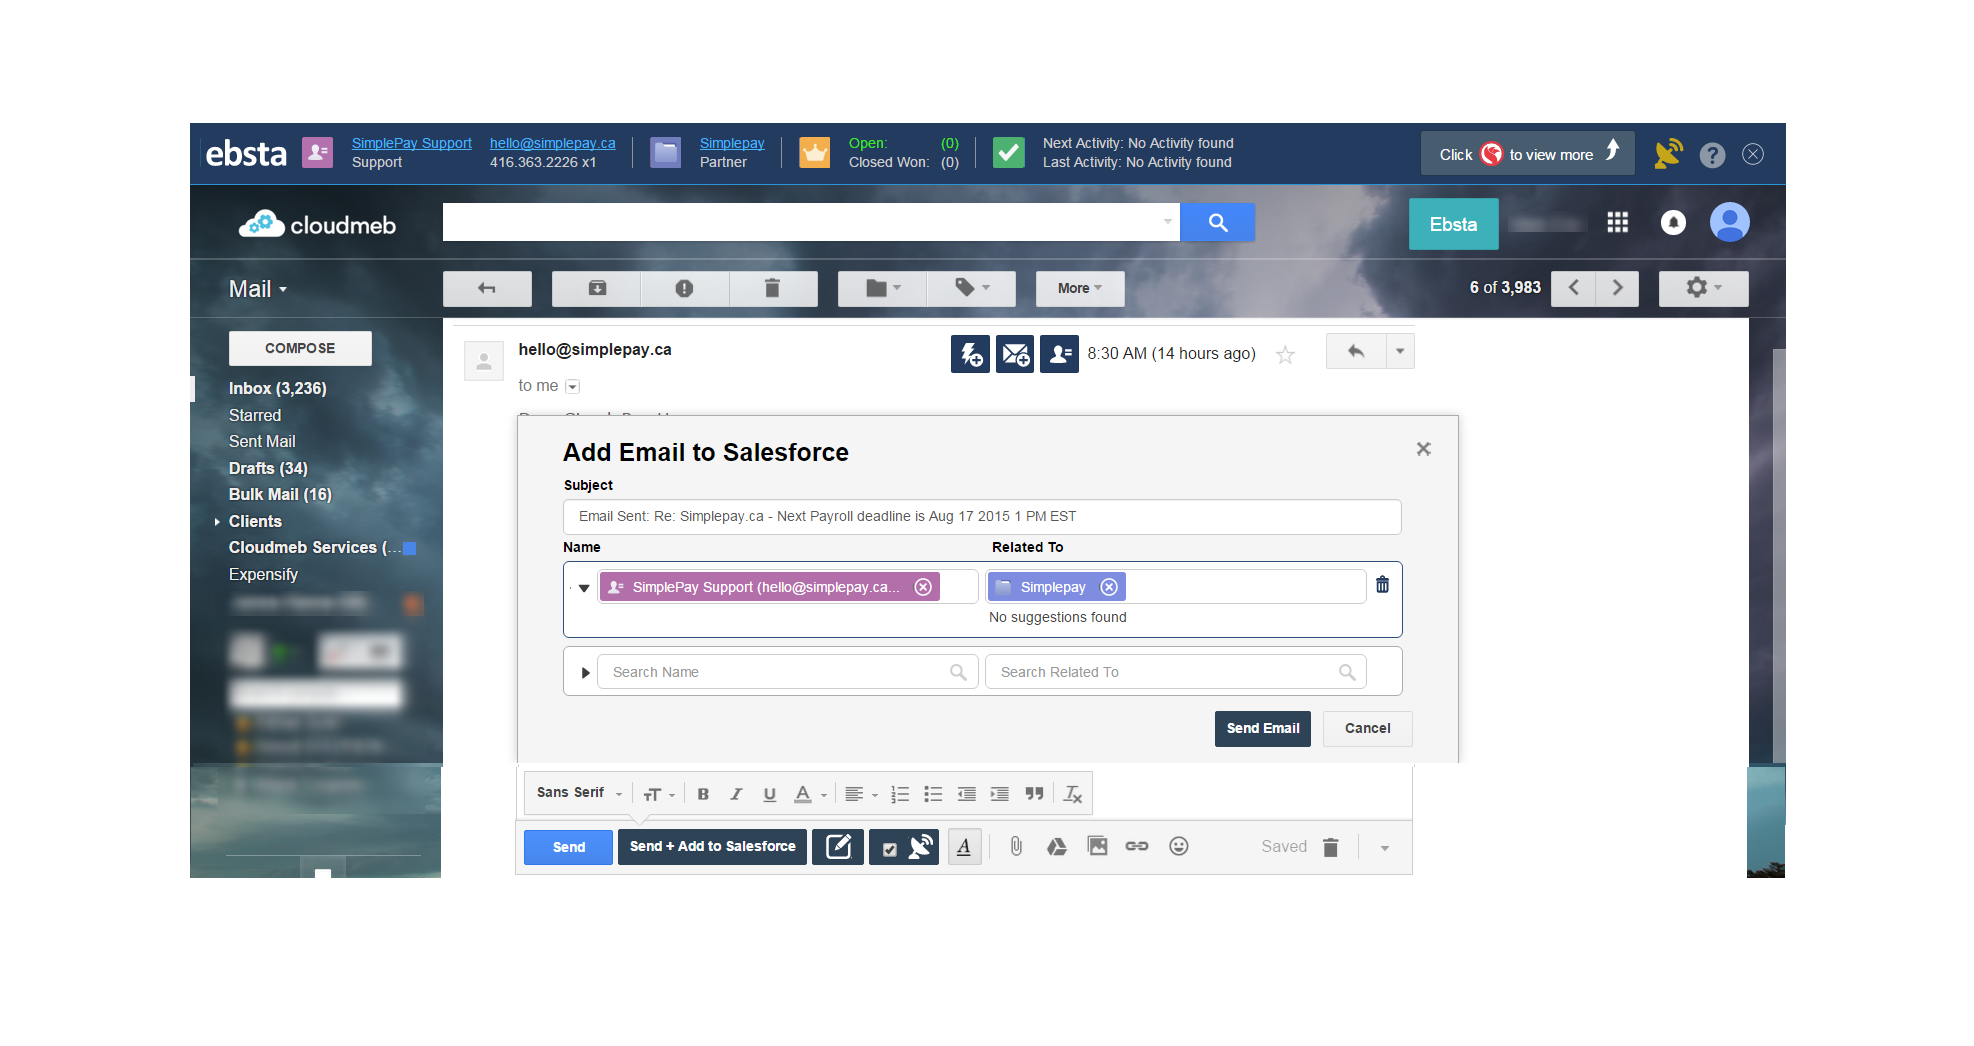 ebsta
SimplePay Support hello@simplepay.ca Simplepay Open: (0) Next Activity: No Activity found
Support 416.363.2226 x1 Partner Closed Won: (0) Last Activity: No Activity found
Click to view more
cloudmeb
Ebsta
Mail
More
6 of 3,983
COMPOSE
Inbox (3,236)
Starred
Sent Mail
Drafts (34)
Bulk Mail (16)
Clients
Cloudmeb Services (...
Expensify
hello@simplepay.ca
8:30 AM (14 hours ago)
to me
Add Email to Salesforce
Subject
Email Sent: Re: Simplepay.ca - Next Payroll deadline is Aug 17 2015 1 PM EST
Name Related To
SimplePay Support (hello@simplepay.ca... Simplepay
No suggestions found
Search Name Search Related To
Send Email Cancel
Sans Serif
Send Send + Add to Salesforce Saved